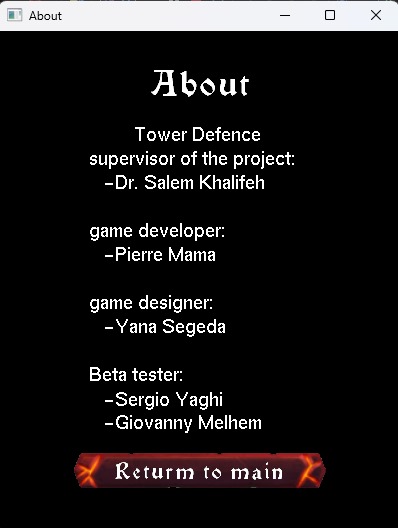 About
About
Tower Defence
supervisor of the project:
-Dr. Salem Khalifeh
game developer:
-Pierre Mama
game designer:
-Yana Segeda
Beta tester:
-Sergio Yaghi
-Giovanny Melhem
Returm to main